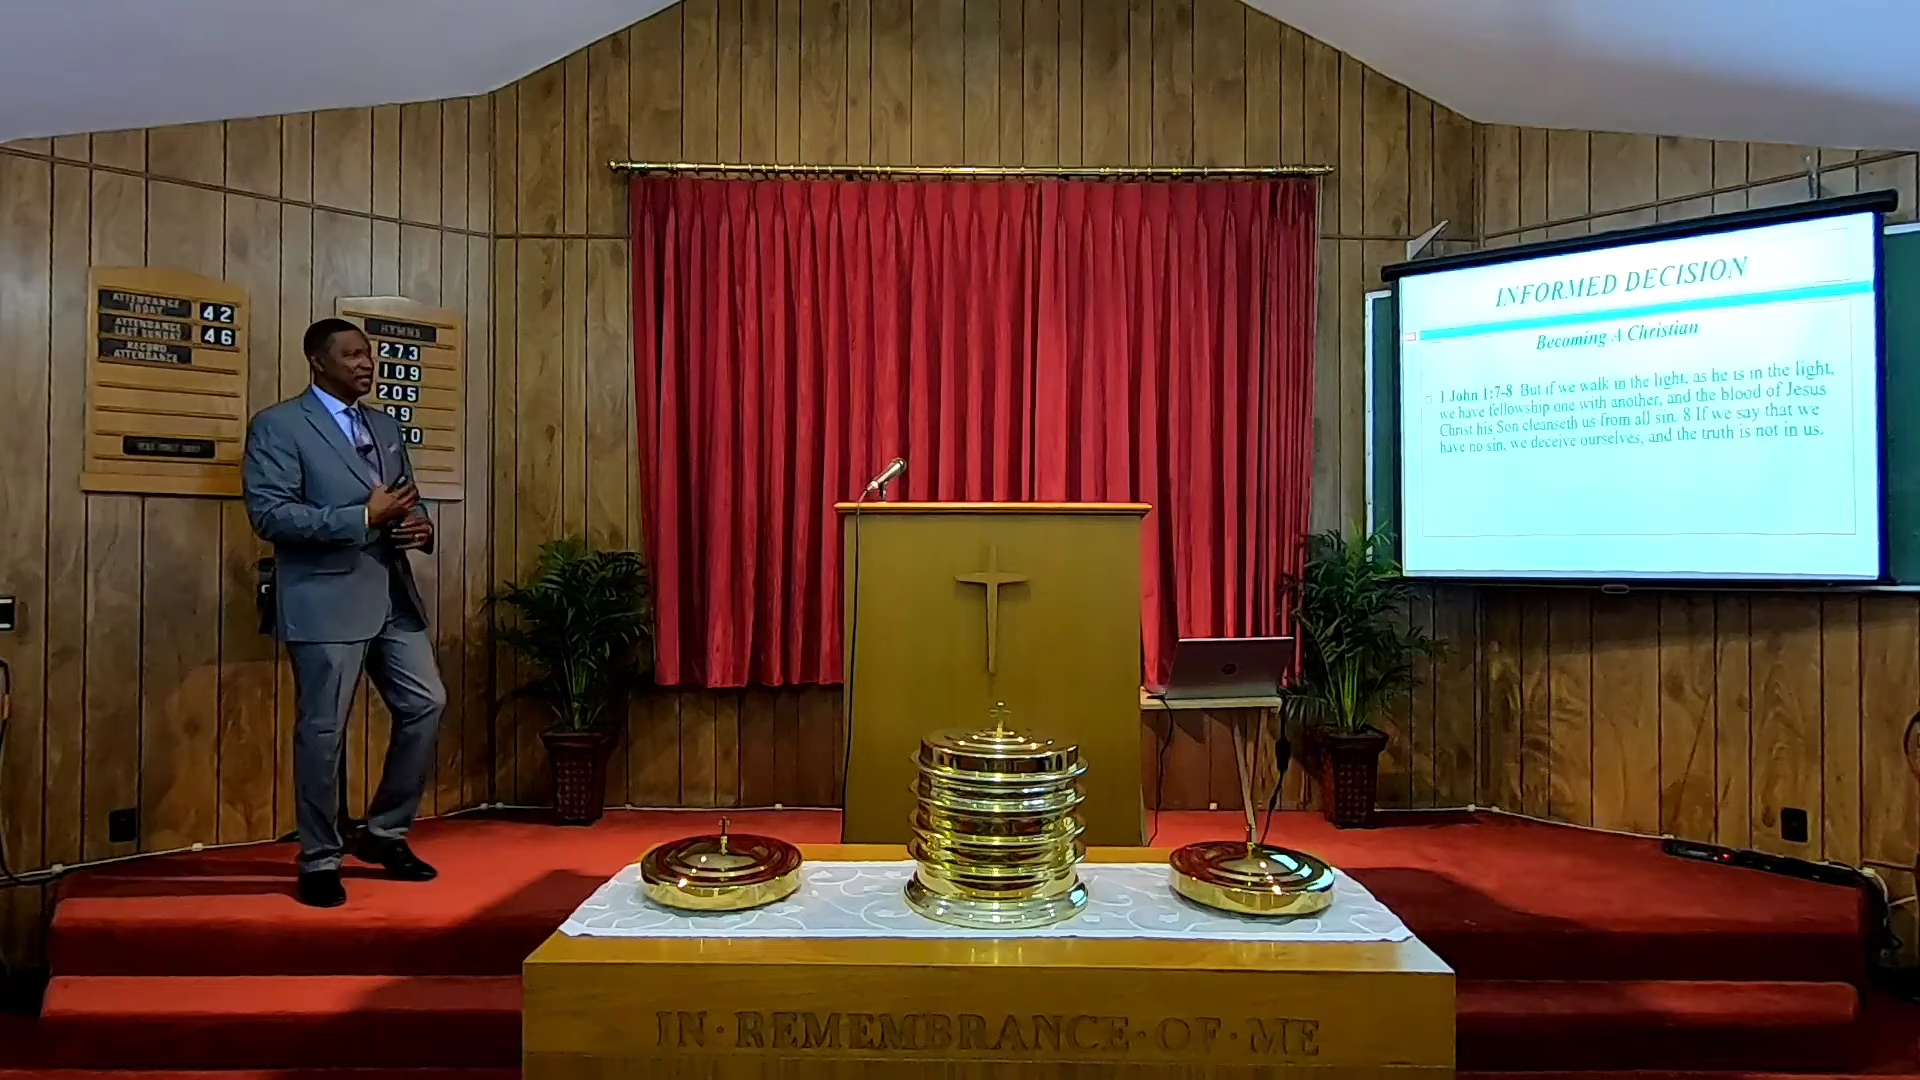 ATTENDANCE
TODAY
42
ATTENDANCE
LAST SUNDAY
46
RECORD
ATTENDANCE
HYMNS
273
109
205
99
50
INFORMED DECISION
Becoming A Christian
1 John 1:7-8 But if we walk in the light, as he is in the light,
we have fellowship one with another, and the blood of Jesus
Christ his Son cleanseth us from all sin. 8 If we say that we
have no sin, we deceive ourselves, and the truth is not in us.
IN·REMEMBRANCE·OF·ME